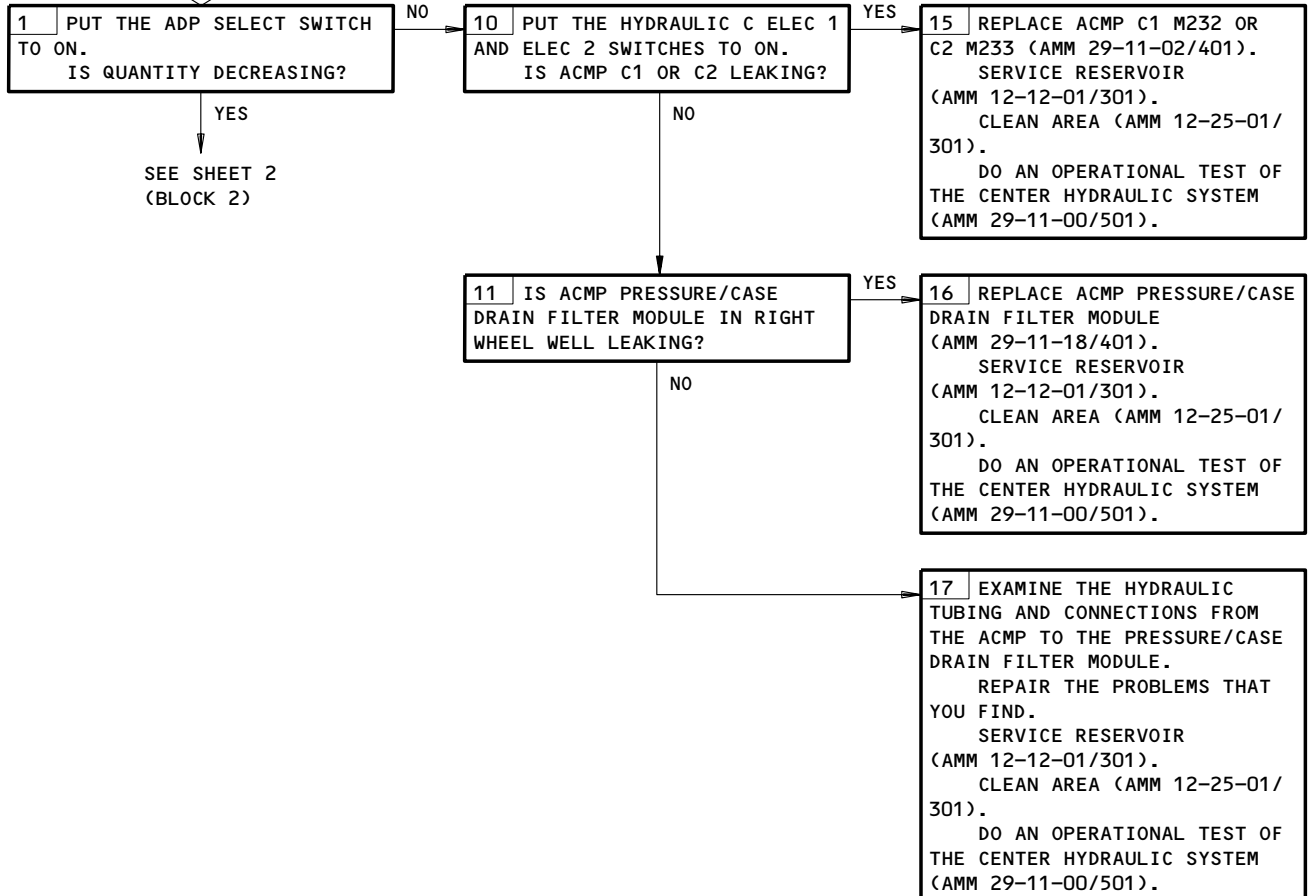 1 PUT THE ADP SELECT SWITCH
TO ON.
IS QUANTITY DECREASING?
NO
YES
SEE SHEET 2
(BLOCK 2)
10 PUT THE HYDRAULIC C ELEC 1
AND ELEC 2 SWITCHES TO ON.
IS ACMP C1 OR C2 LEAKING?
YES
NO
15 REPLACE ACMP C1 M232 OR
C2 M233 (AMM 29-11-02/401).
SERVICE RESERVOIR
(AMM 12-12-01/301).
CLEAN AREA (AMM 12-25-01/
301).
DO AN OPERATIONAL TEST OF
THE CENTER HYDRAULIC SYSTEM
(AMM 29-11-00/501).
11 IS ACMP PRESSURE/CASE
DRAIN FILTER MODULE IN RIGHT
WHEEL WELL LEAKING?
YES
NO
16 REPLACE ACMP PRESSURE/CASE
DRAIN FILTER MODULE
(AMM 29-11-18/401).
SERVICE RESERVOIR
(AMM 12-12-01/301).
CLEAN AREA (AMM 12-25-01/
301).
DO AN OPERATIONAL TEST OF
THE CENTER HYDRAULIC SYSTEM
(AMM 29-11-00/501).
17 EXAMINE THE HYDRAULIC
TUBING AND CONNECTIONS FROM
THE ACMP TO THE PRESSURE/CASE
DRAIN FILTER MODULE.
REPAIR THE PROBLEMS THAT
YOU FIND.
SERVICE RESERVOIR
(AMM 12-12-01/301).
CLEAN AREA (AMM 12-25-01/
301).
DO AN OPERATIONAL TEST OF
THE CENTER HYDRAULIC SYSTEM
(AMM 29-11-00/501).